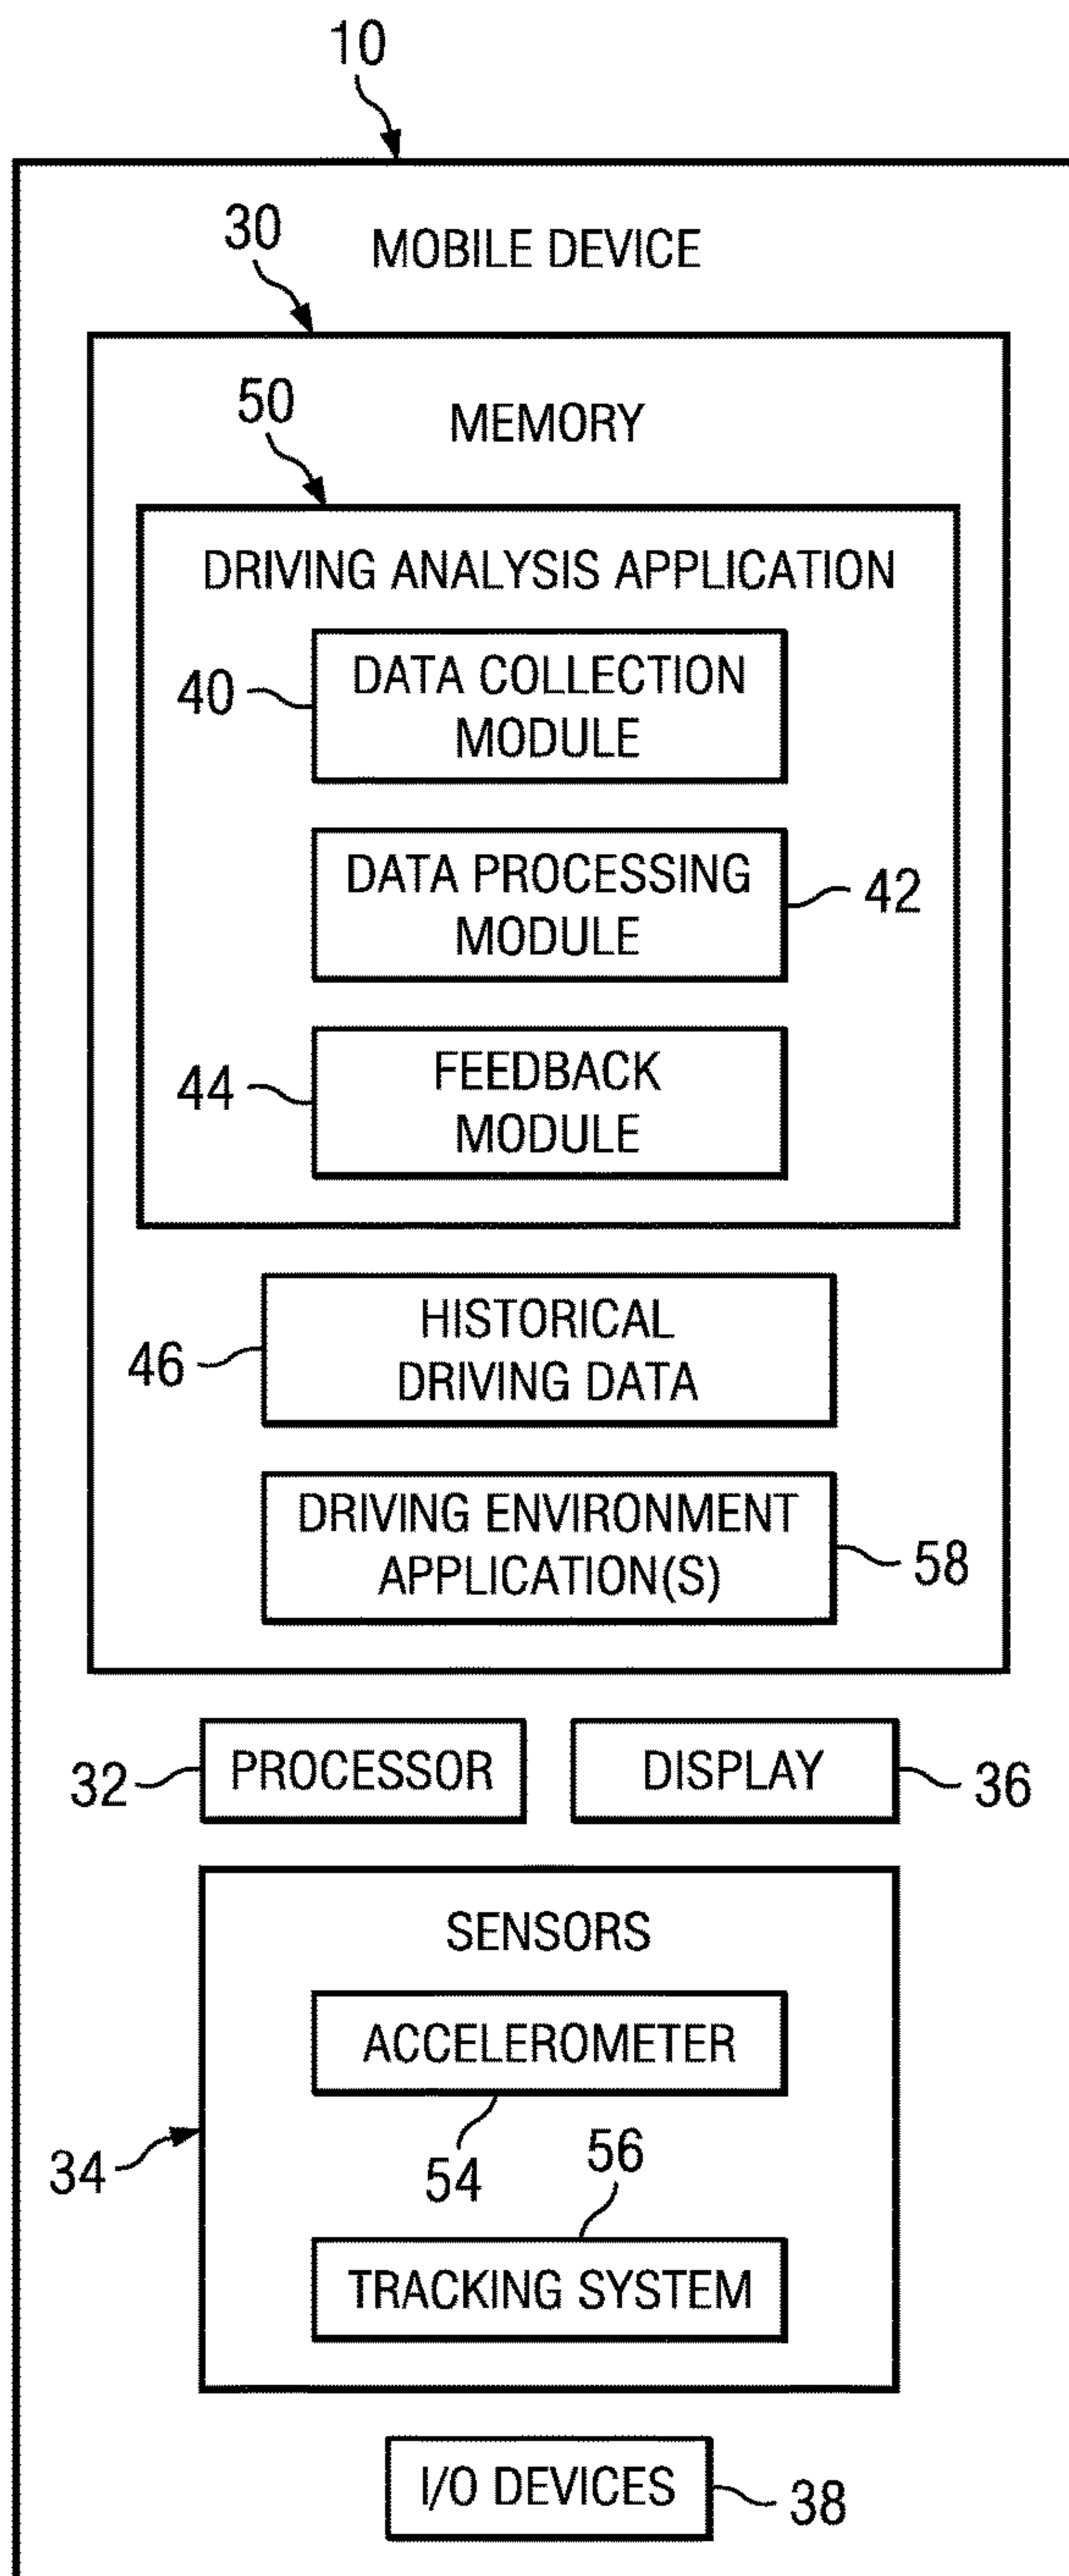 10
MOBILE DEVICE
30
MEMORY
50
DRIVING ANALYSIS APPLICATION
40
DATA COLLECTION
MODULE
DATA PROCESSING
MODULE
42
44
FEEDBACK
MODULE
46
HISTORICAL
DRIVING DATA
DRIVING ENVIRONMENT
APPLICATION(S)
58
32
PROCESSOR
DISPLAY
36
SENSORS
ACCELEROMETER
34
54
56
TRACKING SYSTEM
I/O DEVICES
38